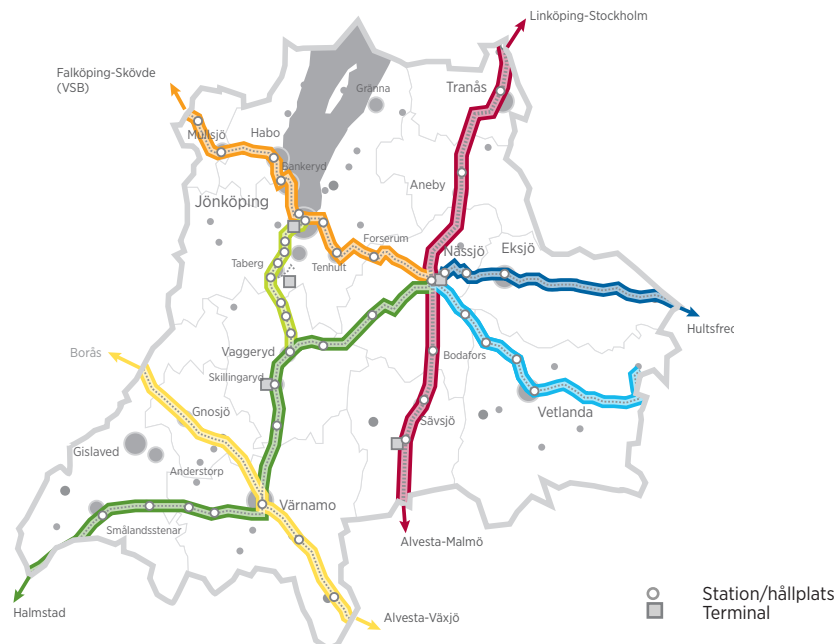 Linköping-Stockholm
Falköping-Skövde
(VSB)
Tranås
Gränna
Mullsjö
Habo
Bankeryd
Aneby
Jönköping
Forserum
Nässjö
Eksjö
Taberg
Tenhult
Hultsfred
Borås
Vaggeryd
Bodafors
Skillingaryd
Gnosjö
Vetlanda
Sävsjö
Gislaved
Anderstorp
Värnamo
Smålandsstenar
Alvesta-Malmö
Station/hållplats
Terminal
Halmstad
Alvesta-Växjö